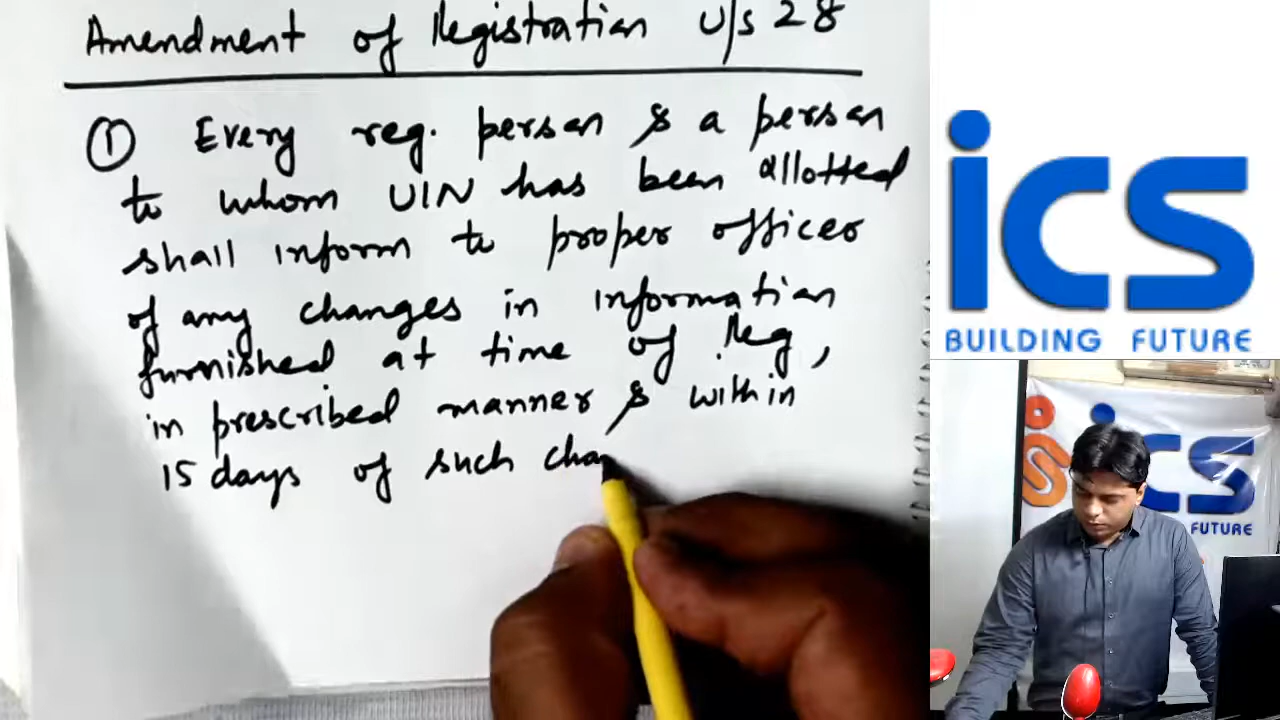 Amendment of Registration U/s 28
① Every reg. person & a person
to whom UIN has been allotted
shall inform to proper officer
of any changes in information
furnished at time of Reg,
in prescribed manner & within
15 days of such chan
ics
BUILDING FUTURE
ics
FUTURE